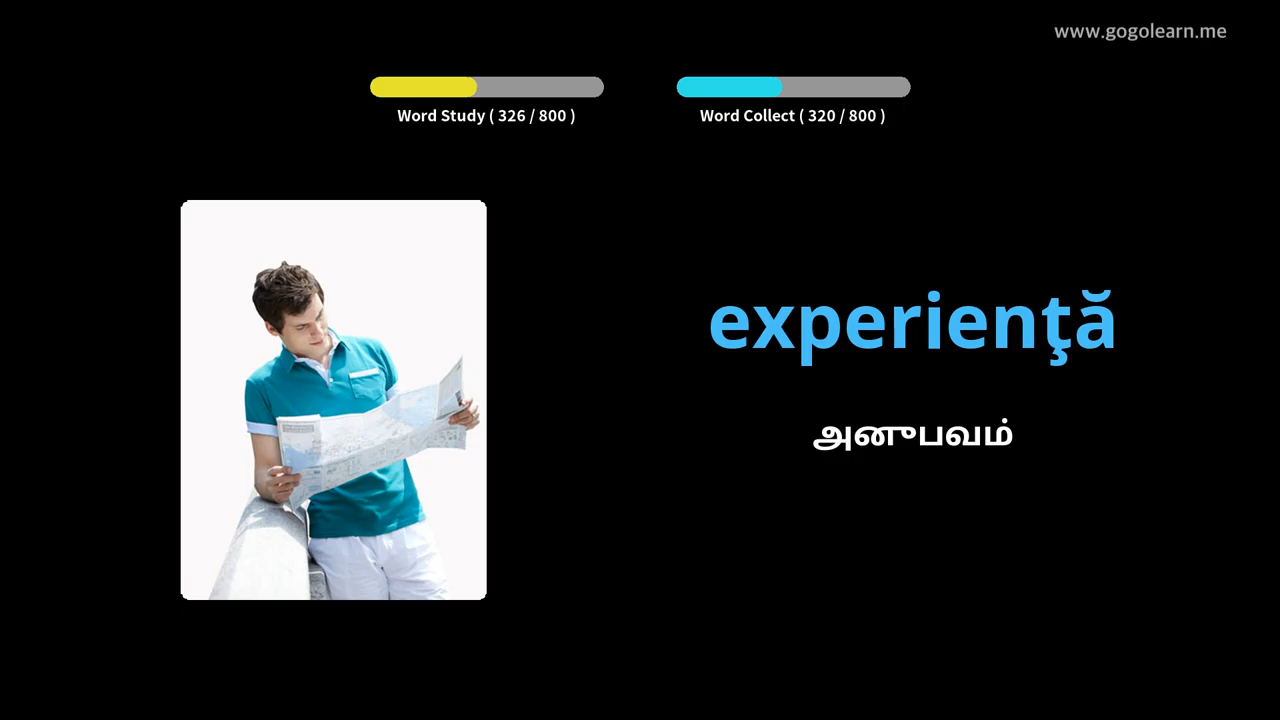 www.gogolearn.me
Word Study ( 326 / 800 )
Word Collect ( 320 / 800 )
experienţă
அனுபவம்